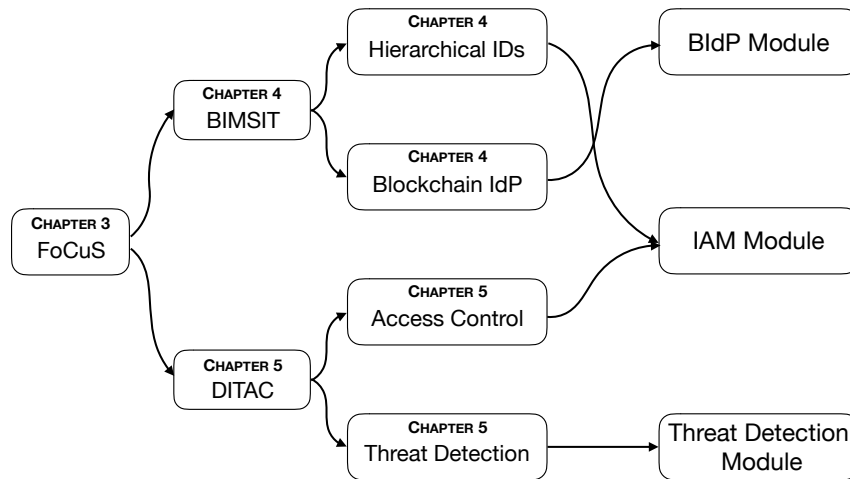 CHAPTER 3
FoCuS
CHAPTER 4
BIMSIT
CHAPTER 5
DITAC
CHAPTER 4
Hierarchical IDs
CHAPTER 4
Blockchain IdP
CHAPTER 5
Access Control
CHAPTER 5
Threat Detection
BIdP Module
IAM Module
Threat Detection
Module